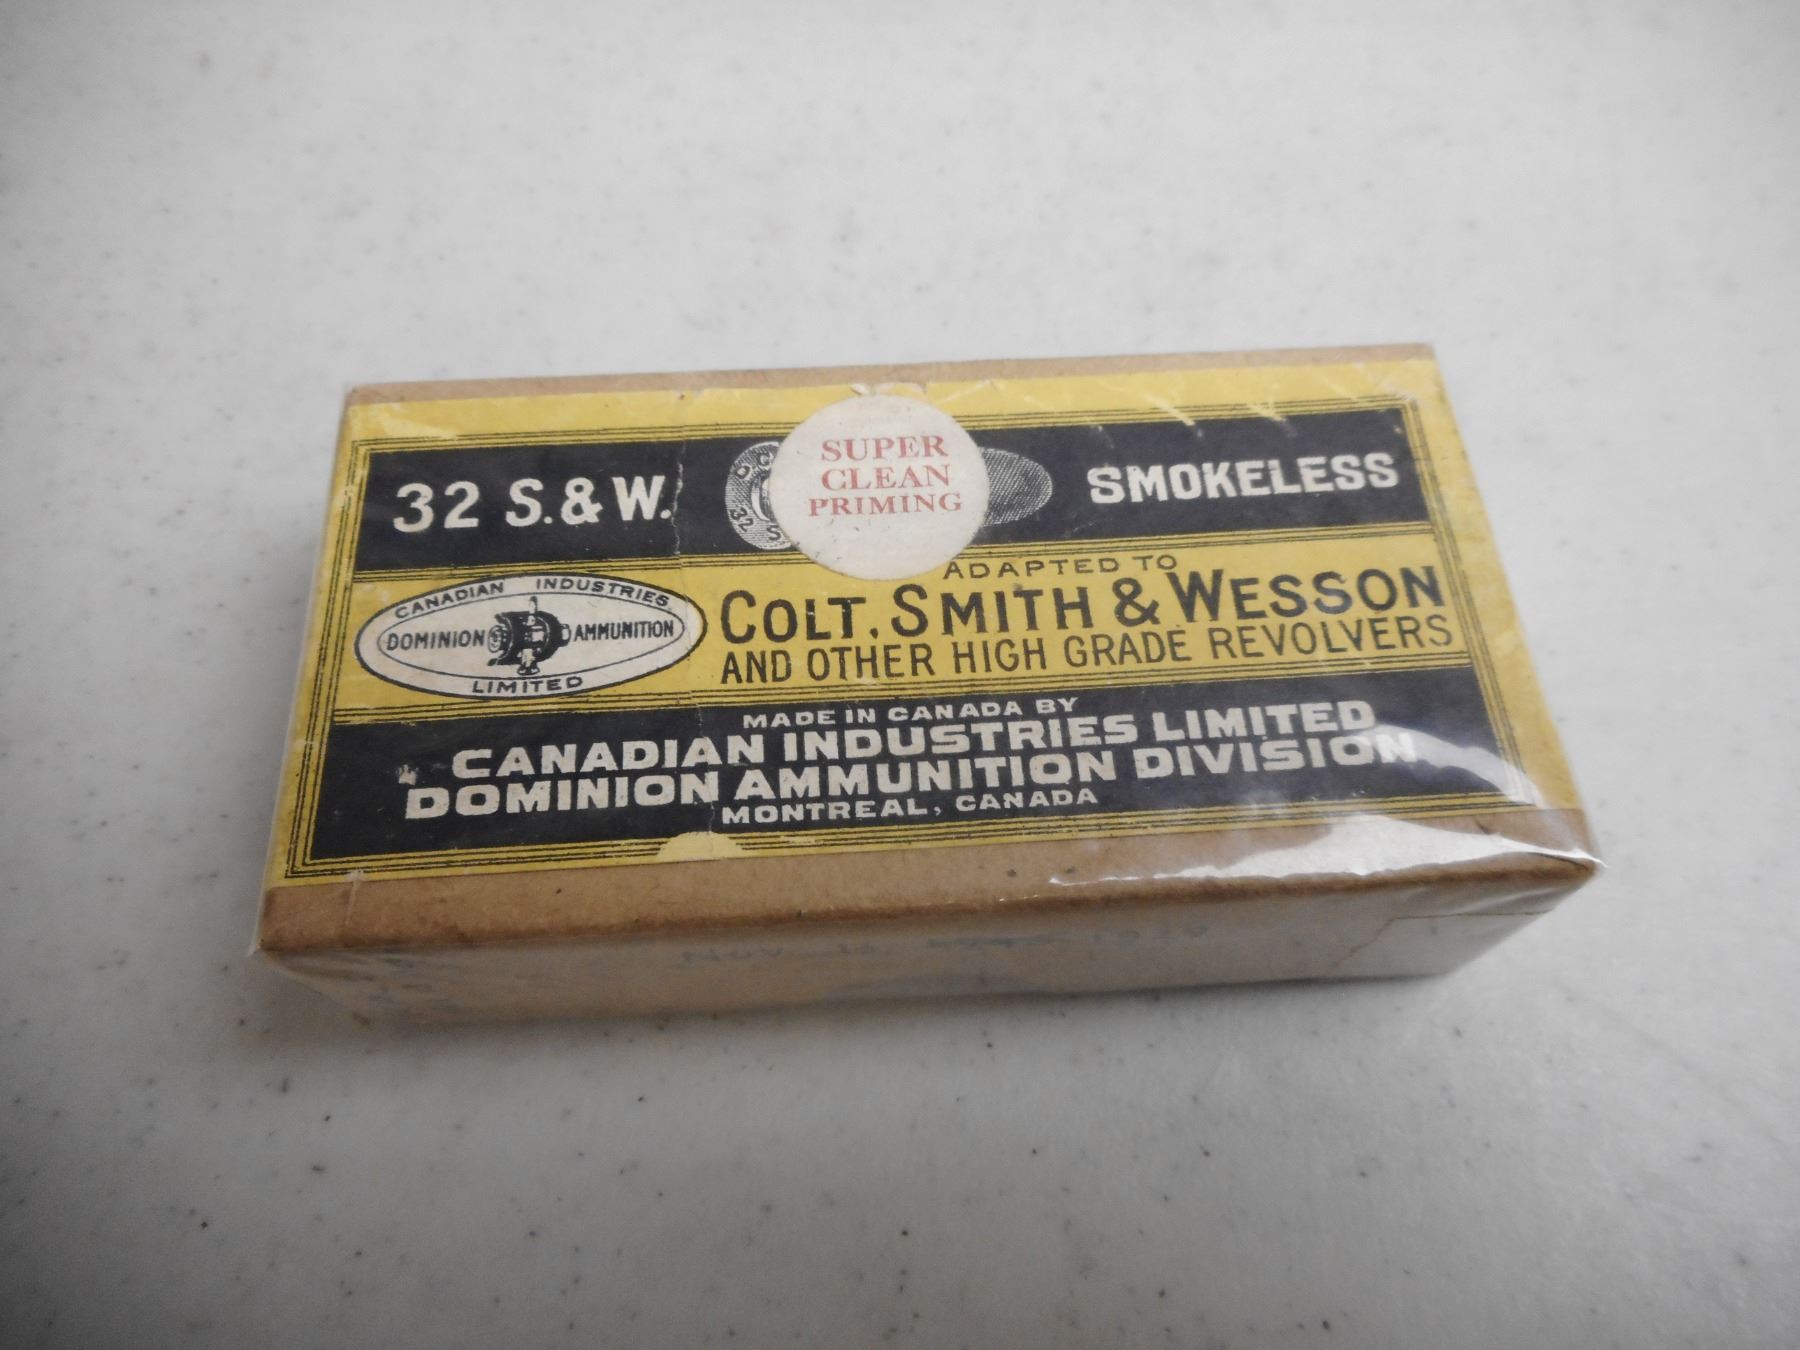 32 S.&W.
SUPER
CLEAN
PRIMING
SMOKELESS
CANADIAN INDUSTRIES
DOMINION D AMMUNITION
LIMITED
ADAPTED TO
COLT, SMITH & WESSON
AND OTHER HIGH GRADE REVOLVERS
MADE IN CANADA BY
CANADIAN INDUSTRIES LIMITED
DOMINION AMMUNITION DIVISION
MONTREAL, CANADA